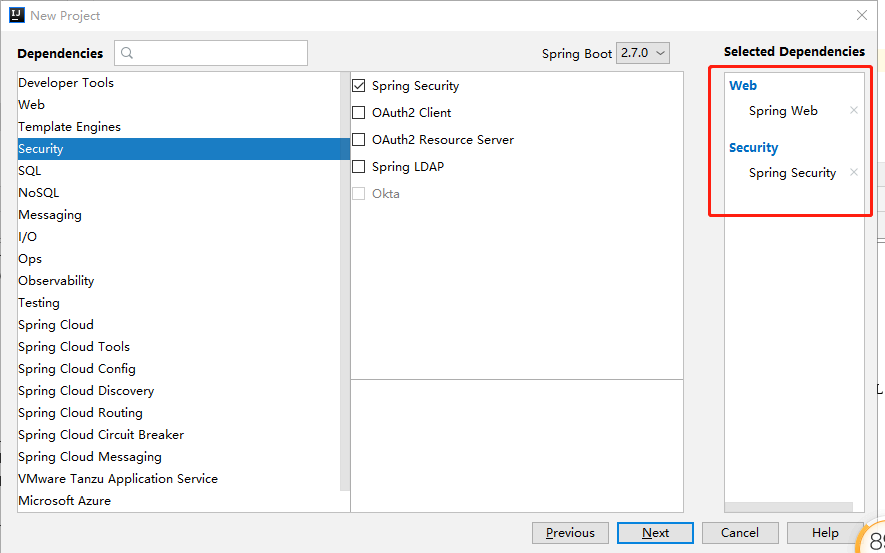 IJ New Project
Dependencies
Spring Boot 2.7.0
Selected Dependencies
Developer Tools
Web
Template Engines
Security
SQL
NoSQL
Messaging
I/O
Ops
Observability
Testing
Spring Cloud
Spring Cloud Tools
Spring Cloud Config
Spring Cloud Discovery
Spring Cloud Routing
Spring Cloud Circuit Breaker
Spring Cloud Messaging
VMware Tanzu Application Service
Microsoft Azure
Spring Security
OAuth2 Client
OAuth2 Resource Server
Spring LDAP
Okta
Web
Spring Web
Security
Spring Security
Previous
Next
Cancel
Help